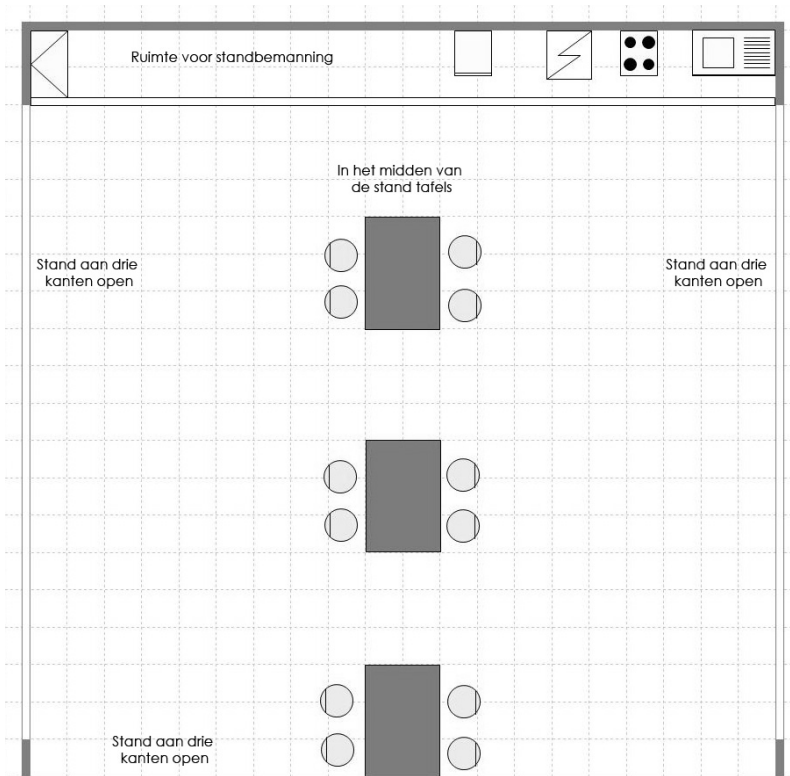 Ruimte voor standbemanning
In het midden van
de stand tafels
Stand aan drie
kanten open
Stand aan drie
kanten open
Stand aan drie
kanten open